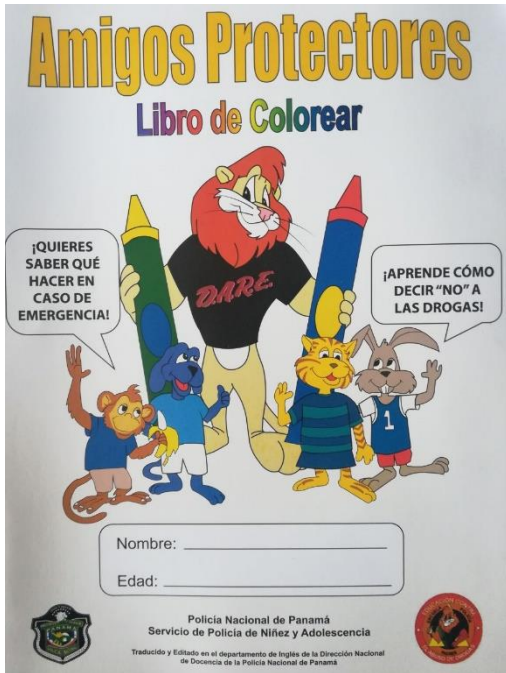 Amigos Protectores
Libro de Colorear
¡QUIERES
SABER QUÉ
HACER EN
CASO DE
EMERGENCIA!
¡APRENDE CÓMO
DECIR “NO” A
LAS DROGAS!
D.A.R.E.
1
Nombre:
Edad:
Policía Nacional de Panamá
Servicio de Policia de Niñez y Adolescencia
Traducido y Editado en el departamento de Inglés de la Dirección Nacional
de Docencia de la Policía Nacional de Panamá